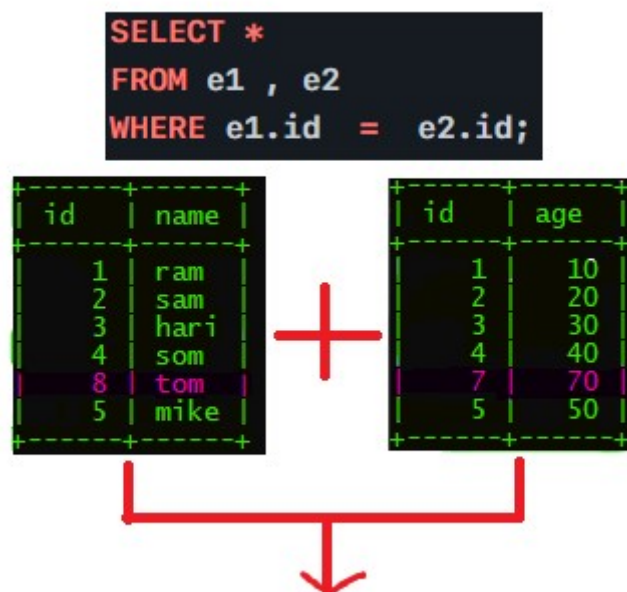 SELECT *
FROM e1 , e2
WHERE e1.id = e2.id;
+------+------+
| id | name |
+------+------+
| 1 | ram |
| 2 | sam |
| 3 | hari |
| 4 | som |
| 8 | tom |
| 5 | mike |
+------+------+
+------+------+
| id | age |
+------+------+
| 1 | 10 |
| 2 | 20 |
| 3 | 30 |
| 4 | 40 |
| 7 | 70 |
| 5 | 50 |
+------+------+